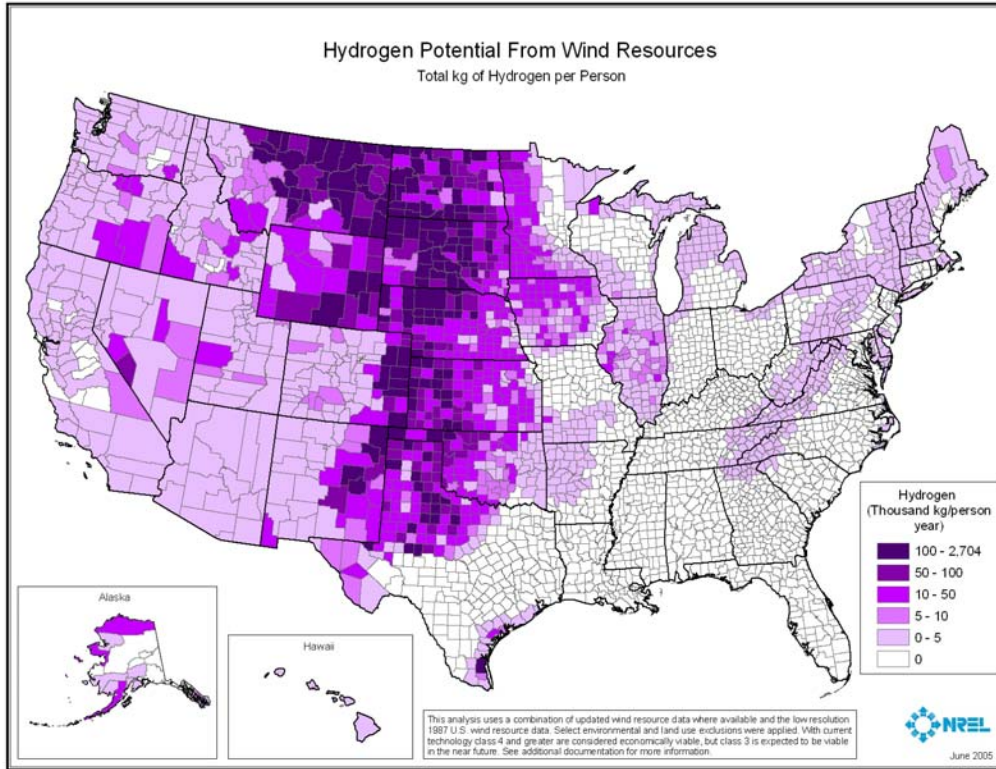 Hydrogen Potential From Wind Resources
Total kg of Hydrogen per Person
Hydrogen
(Thousand kg/person
year)
100 - 2,704
50 - 100
10 - 50
5 - 10
0 - 5
0
Alaska
Hawaii
This analysis uses a combination of updated wind resource data where available and the low resolution
1987 U.S. wind resource data. Select environmental and land use exclusions were applied. With current
technology class 4 and greater are considered economically viable, but class 3 is expected to be viable
in the near future. See additional documentation for more information.
NREL
June 2005